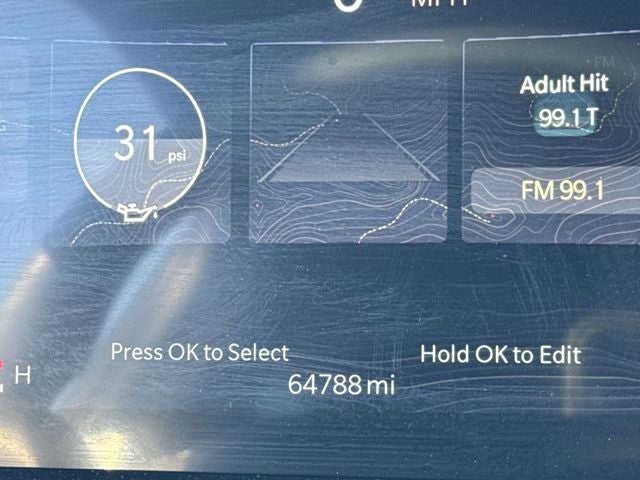 MPH
Adult Hit
99.1 T
31 psi
FM 99.1
Press OK to Select
Hold OK to Edit
H
64788 mi